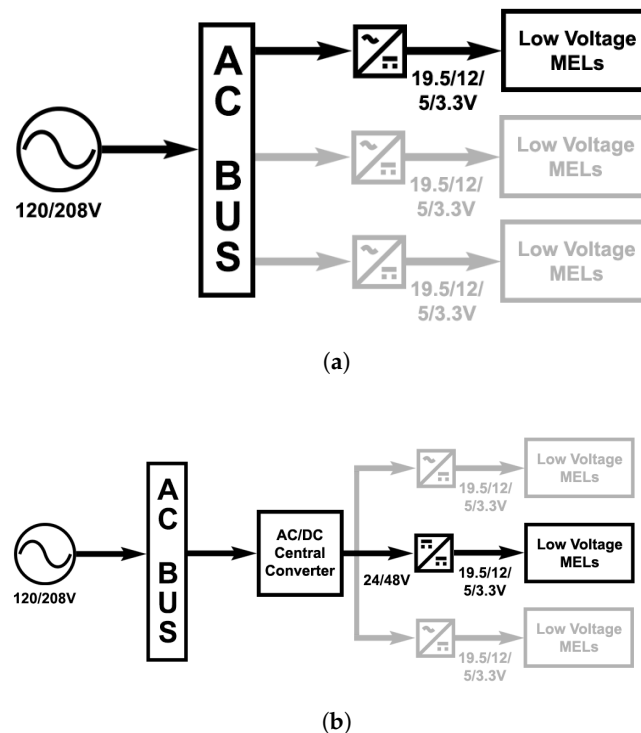 A
C
B
U
S
120/208V
19.5/12/
5/3.3V
Low Voltage
MELs
19.5/12/
5/3.3V
Low Voltage
MELs
19.5/12/
5/3.3V
Low Voltage
MELs
(a)
120/208V
A
C
B
U
S
AC/DC
Central
Converter
24/48V
19.5/12/
5/3.3V
Low Voltage
MELs
19.5/12/
5/3.3V
Low Voltage
MELs
19.5/12/
5/3.3V
Low Voltage
MELs
(b)